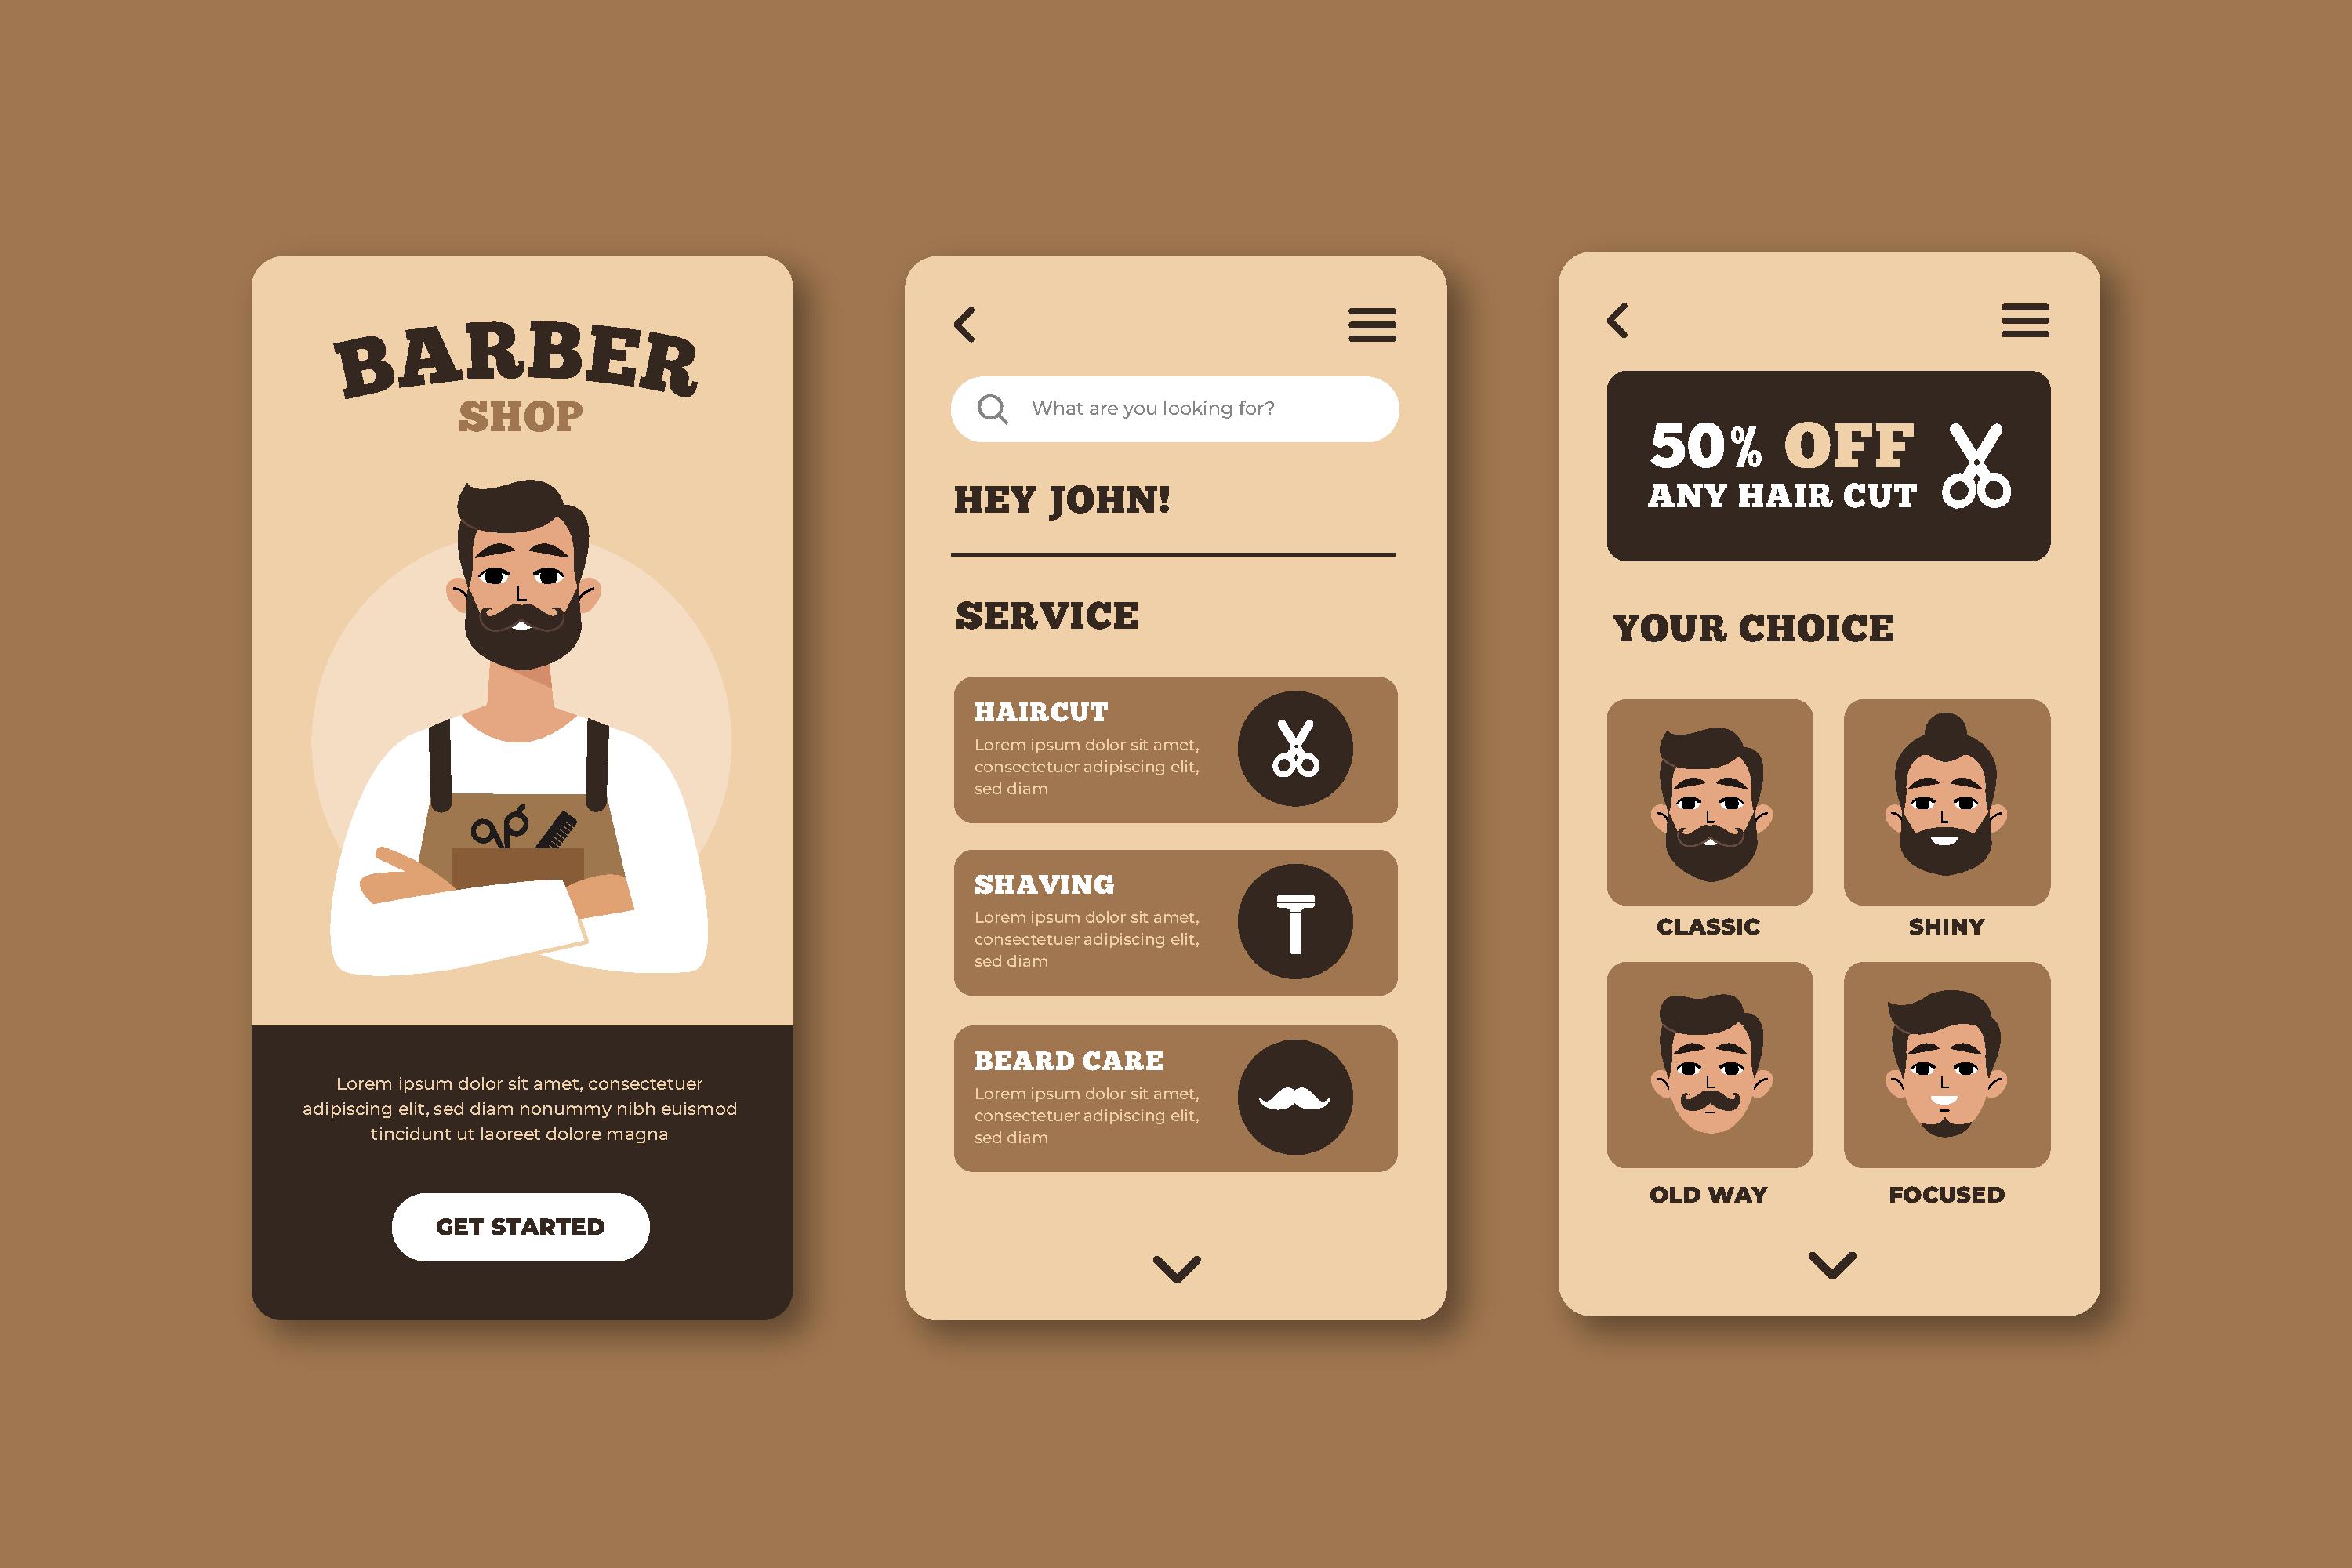 BARBER
SHOP
Lorem ipsum dolor sit amet, consectetuer
adipiscing elit, sed diam nonummy nibh euismod
tincidunt ut laoreet dolore magna
GET STARTED
What are you looking for?
HEY JOHN!
SERVICE
HAIRCUT
Lorem ipsum dolor sit amet,
consectetuer adipiscing elit,
sed diam
SHAVING
Lorem ipsum dolor sit amet,
consectetuer adipiscing elit,
sed diam
BEARD CARE
Lorem ipsum dolor sit amet,
consectetuer adipiscing elit,
sed diam
50% OFF
ANY HAIR CUT
YOUR CHOICE
CLASSIC
SHINY
OLD WAY
FOCUSED